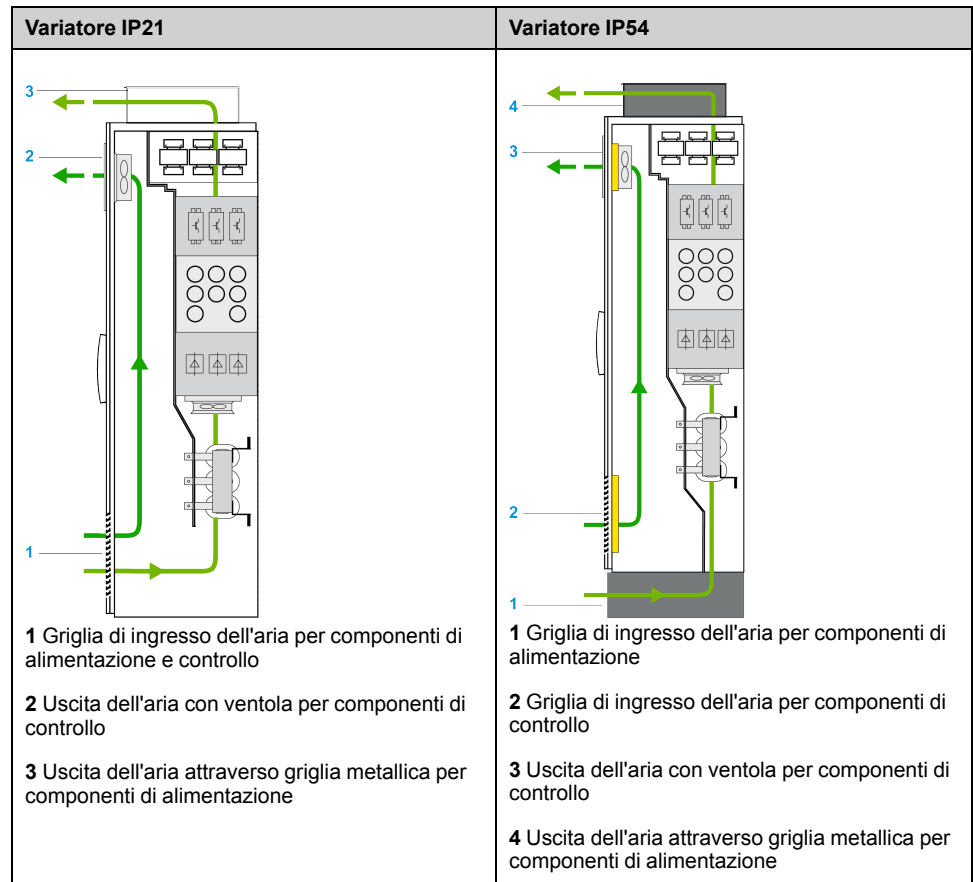 Variatore IP21
3
2
1
1 Griglia di ingresso dell'aria per componenti di
alimentazione e controllo
2 Uscita dell'aria con ventola per componenti di
controllo
3 Uscita dell'aria attraverso griglia metallica per
componenti di alimentazione
Variatore IP54
4
3
2
1
1 Griglia di ingresso dell'aria per componenti di
alimentazione
2 Griglia di ingresso dell'aria per componenti di
controllo
3 Uscita dell'aria con ventola per componenti di
controllo
4 Uscita dell'aria attraverso griglia metallica per
componenti di alimentazione